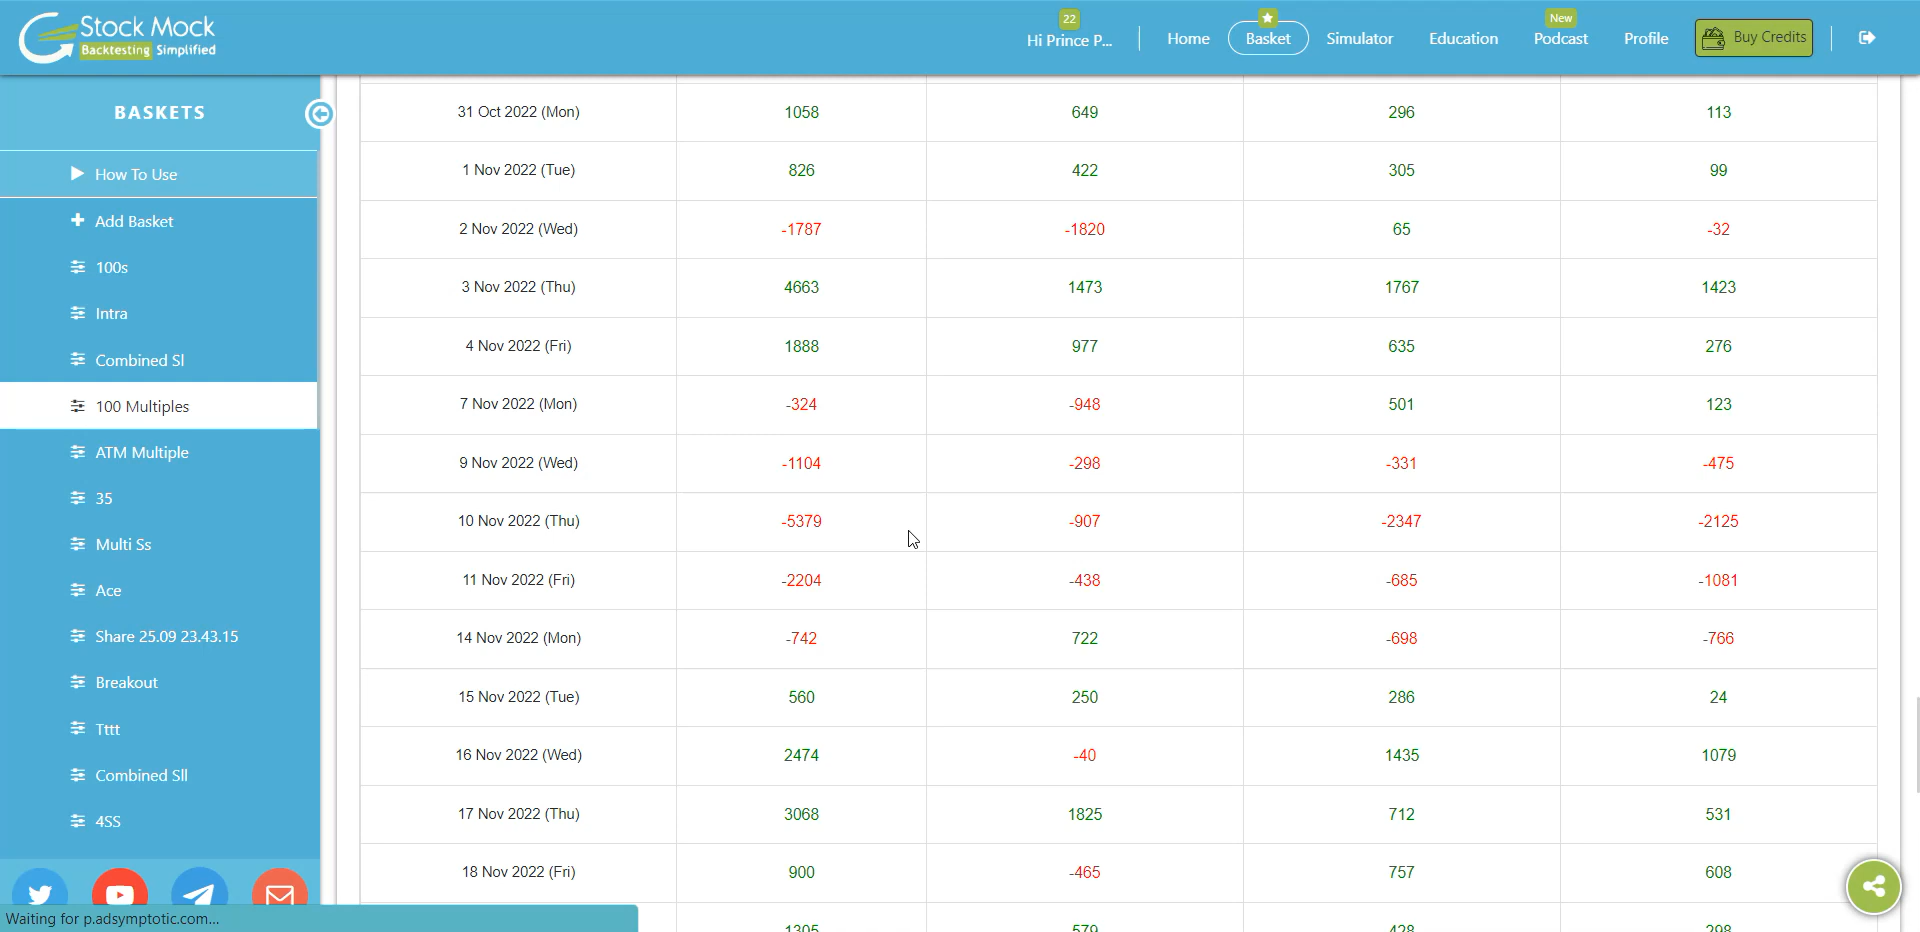 Stock Mock
Backtesting Simplified
22
Hi Prince P...
Home
Basket
Simulator
Education
New
Podcast
Profile
Buy Credits
BASKETS
How To Use
Add Basket
100s
Intra
Combined Sl
100 Multiples
ATM Multiple
35
Multi Ss
Ace
Share 25.09 23.43.15
Breakout
Tttt
Combined Sll
4SS
31 Oct 2022 (Mon) 1058 649 296 113
1 Nov 2022 (Tue) 826 422 305 99
2 Nov 2022 (Wed) -1787 -1820 65 -32
3 Nov 2022 (Thu) 4663 1473 1767 1423
4 Nov 2022 (Fri) 1888 977 635 276
7 Nov 2022 (Mon) -324 -948 501 123
9 Nov 2022 (Wed) -1104 -298 -331 -475
10 Nov 2022 (Thu) -5379 -907 -2347 -2125
11 Nov 2022 (Fri) -2204 -438 -685 -1081
14 Nov 2022 (Mon) -742 722 -698 -766
15 Nov 2022 (Tue) 560 250 286 24
16 Nov 2022 (Wed) 2474 -40 1435 1079
17 Nov 2022 (Thu) 3068 1825 712 531
18 Nov 2022 (Fri) 900 -465 757 608
1305 579 428 298
Waiting for p.adsymptotic.com...